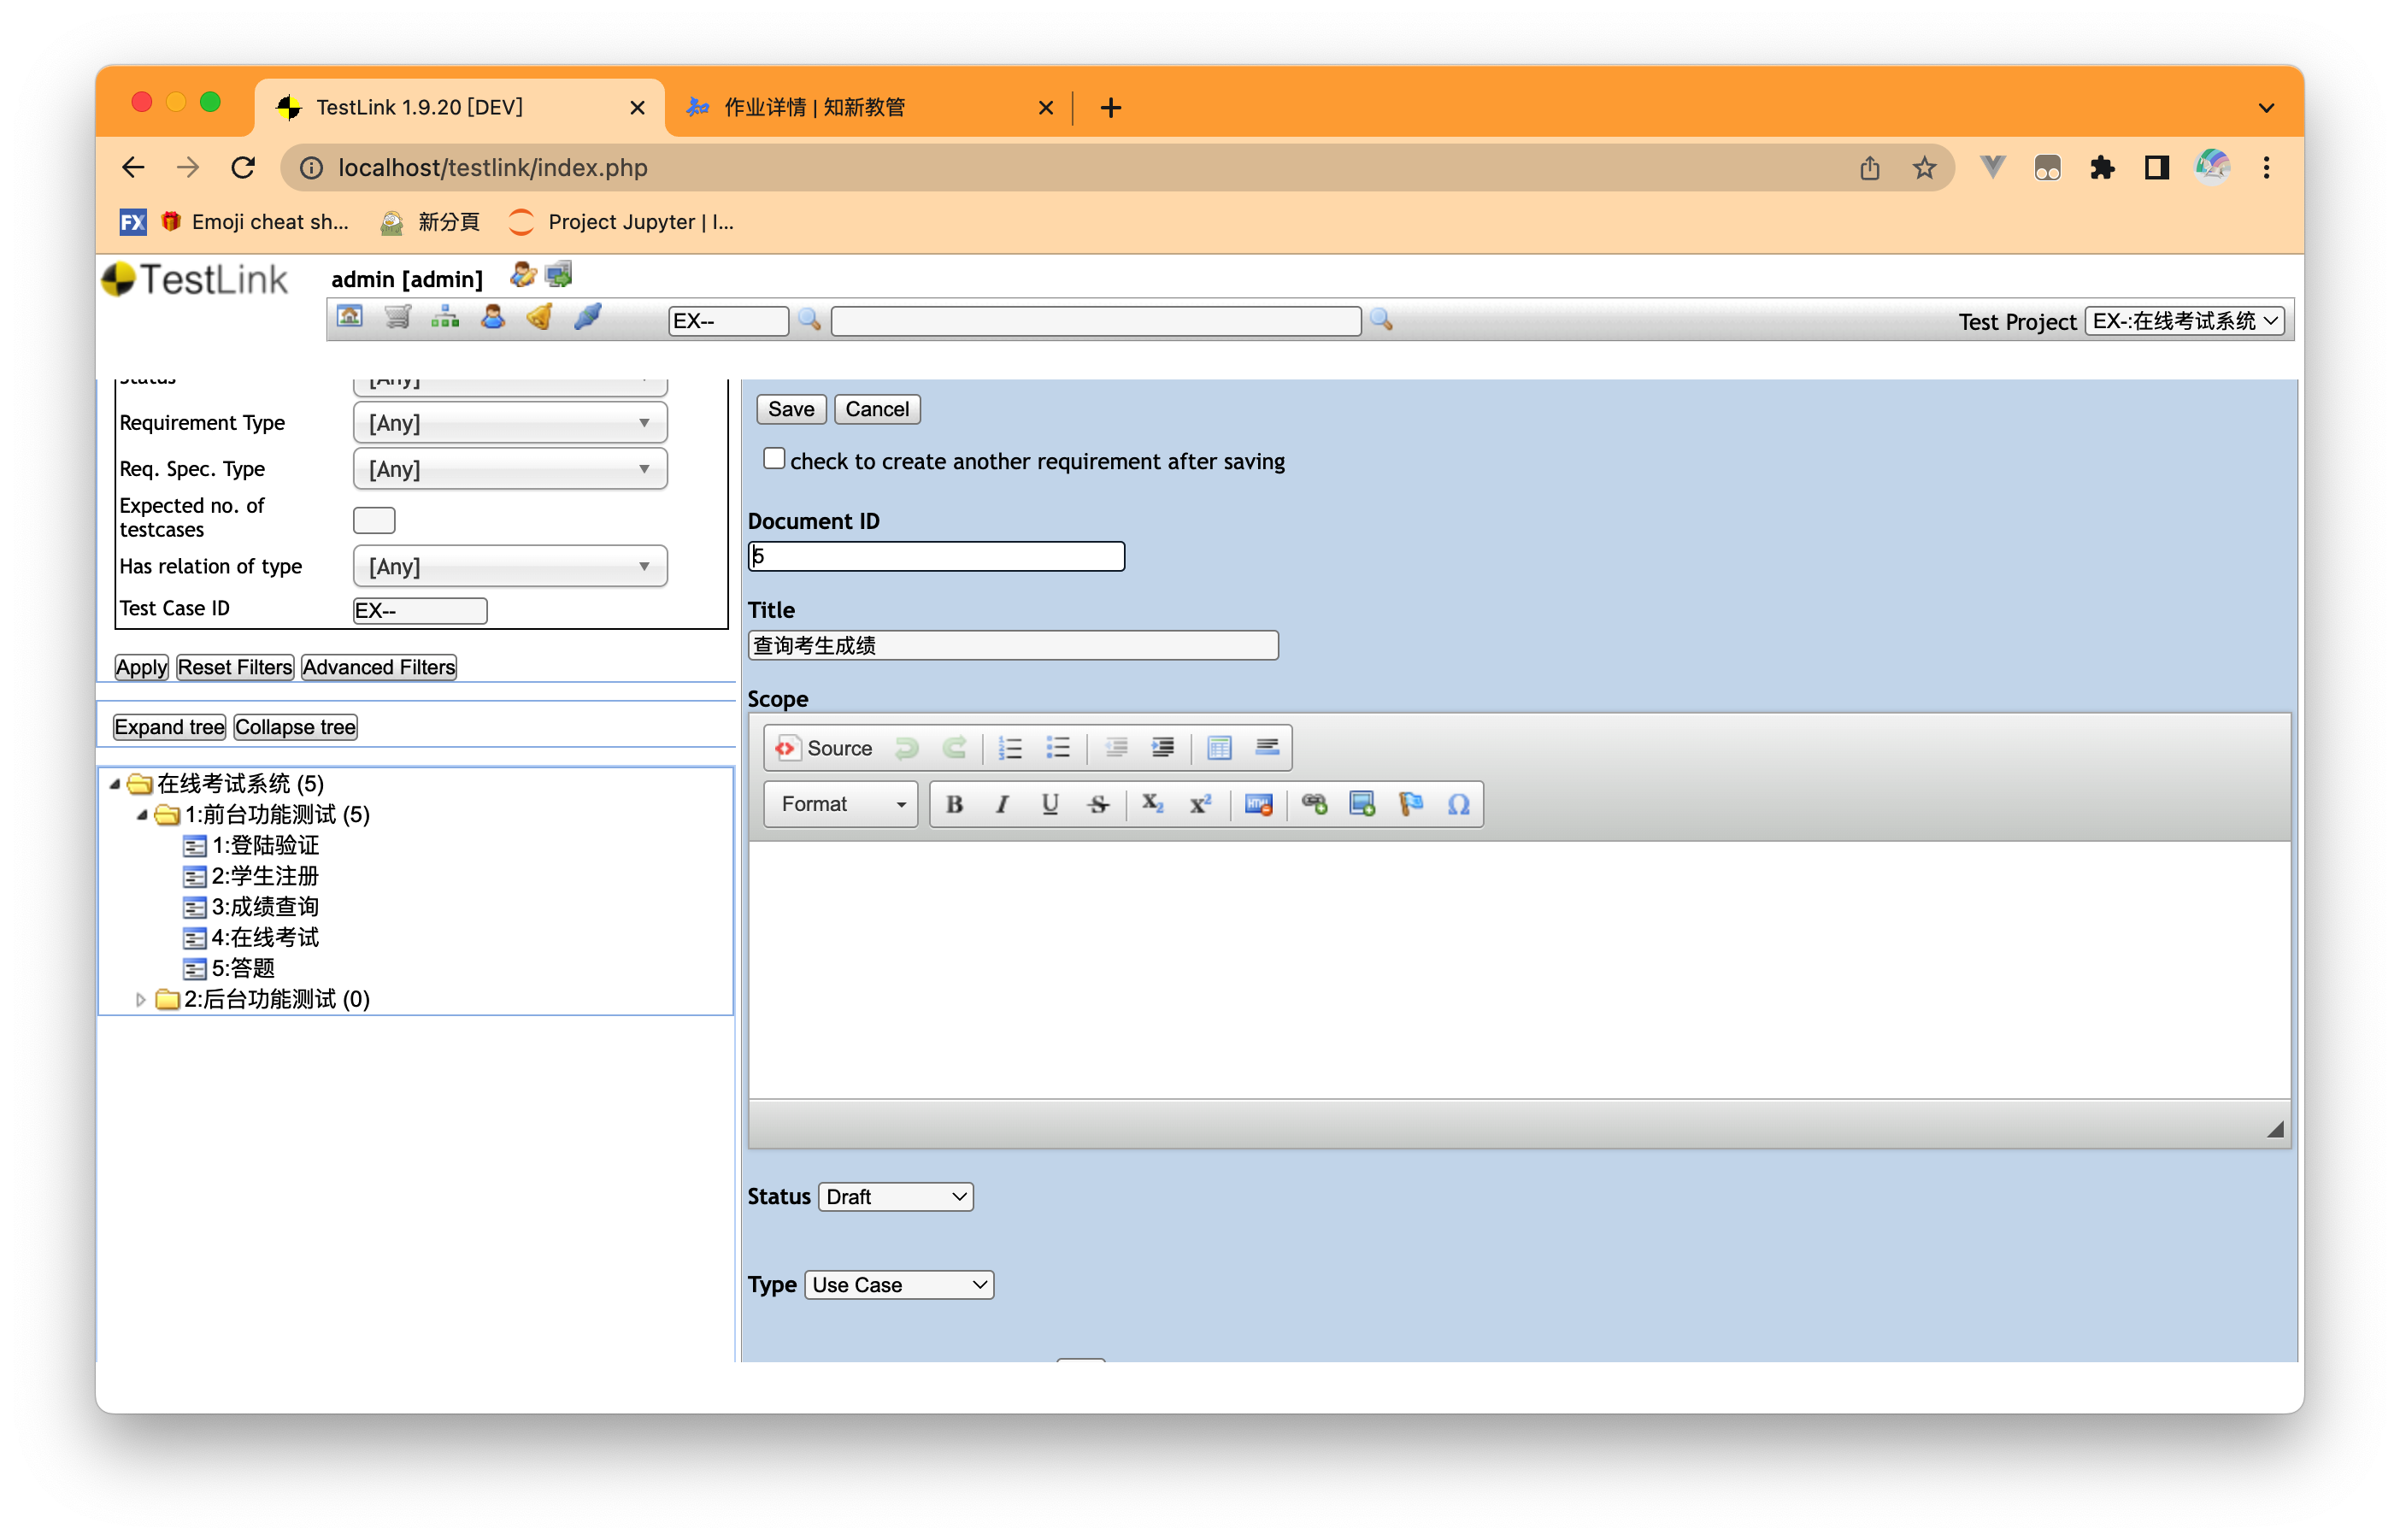 TestLink 1.9.20 [DEV]
作业详情 | 知新教管
localhost/testlink/index.php
FX
Emoji cheat sh...
新分頁
Project Jupyter | I...
TestLink
admin [admin]
EX--
Test Project
EX-:在线考试系统
Status
[Any]
Requirement Type
[Any]
Req. Spec. Type
[Any]
Expected no. of
testcases
Has relation of type
[Any]
Test Case ID
EX--
Apply
Reset Filters
Advanced Filters
Expand tree
Collapse tree
在线考试系统 (5)
1:前台功能测试 (5)
1:登陆验证
2:学生注册
3:成绩查询
4:在线考试
5:答题
2:后台功能测试 (0)
Save
Cancel
check to create another requirement after saving
Document ID
5
Title
查询考生成绩
Scope
Source
Format
B I U S X₂ x² HTML Ω
Status
Draft
Type
Use Case